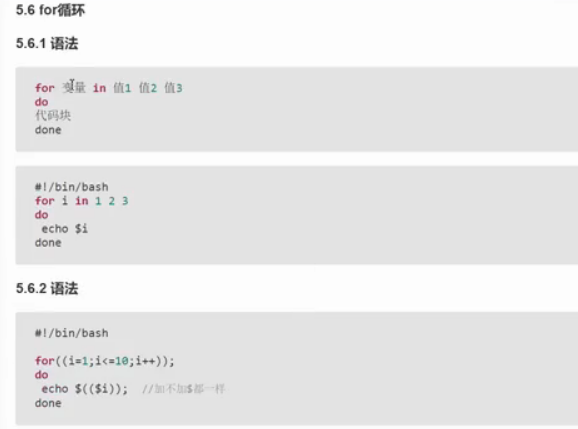 5.6 for循环
5.6.1 语法
for 变量 in 值1 值2 值3
do
代码块
done
#!/bin/bash
for i in 1 2 3
do
 echo $i
done
5.6.2 语法
#!/bin/bash
for((i=1;i<=10;i++));
do
 echo $(($i));  //加不加$都一样
done